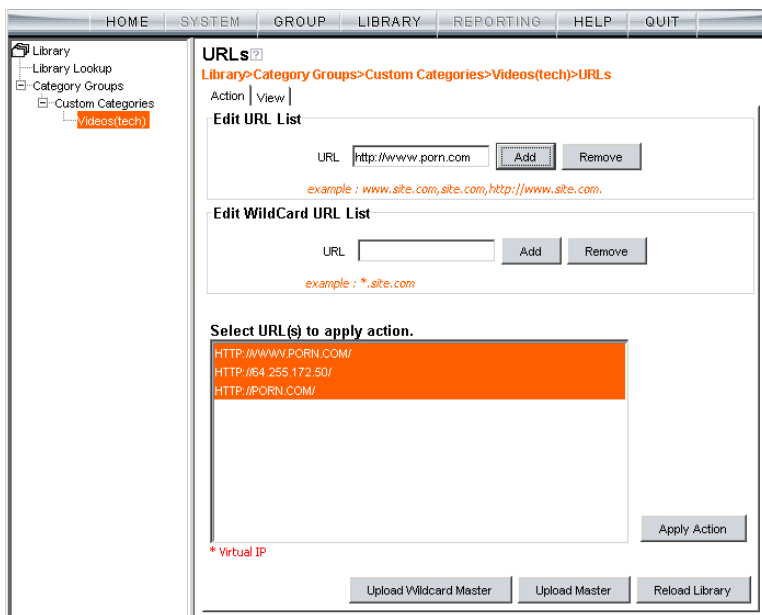 HOME SYSTEM GROUP LIBRARY REPORTING HELP QUIT
Library
Library Lookup
Category Groups
Custom Categories
Videos(tech)
URLs?
Library>Category Groups>Custom Categories>Videos(tech)>URLs
Action View
Edit URL List
URL http://www.porn.com Add Remove
example : www.site.com,site.com,http://www.site.com.
Edit WildCard URL List
URL Add Remove
example : *.site.com
Select URL(s) to apply action.
HTTP://WWW.PORN.COM/
HTTP://64.255.172.50/
HTTP://PORN.COM/
Apply Action
* Virtual IP
Upload Wildcard Master Upload Master Reload Library